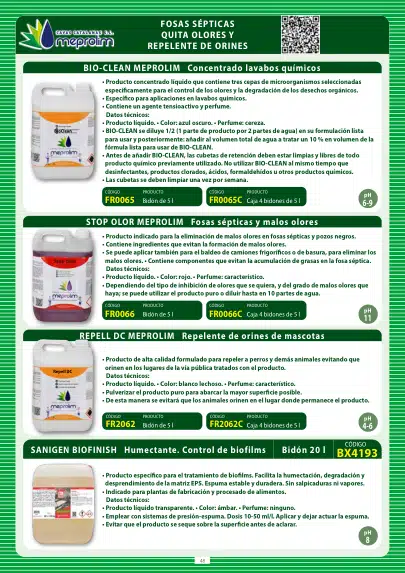 FOSAS SÉPTICAS
QUITA OLORES Y
REPELENTE DE ORINES
CUPAS CATALANAS S.L.
meprolim
BIO-CLEAN MEPROLIM Concentrado lavabos químicos
• Producto concentrado líquido que contiene tres cepas de microorganismos seleccionadas
específicamente para el control de los olores y la degradación de los desechos orgánicos.
• Específico para aplicaciones en lavabos químicos.
• Contiene un agente tensioactivo y perfume.
Datos técnicos:
• Producto líquido. • Color: azul oscuro. • Perfume: cereza.
• BIO-CLEAN se diluye 1/2 (1 parte de producto por 2 partes de agua) en su formulación lista
para usar y posteriormente: añadir al volumen total de agua a tratar un 10 % en volumen de la
fórmula lista para usar de BIO-CLEAN.
• Antes de añadir BIO-CLEAN, las cubetas de retención deben estar limpias y libres de todo
producto químico previamente utilizado. No utilizar BIO-CLEAN al mismo tiempo que
desinfectantes, productos clorados, ácidos, formaldehídos u otros productos químicos.
• Las cubetas se deben limpiar una vez por semana.
CÓDIGO PRODUCTO
FR0065 Bidón de 5 l
CÓDIGO PRODUCTO
FR0065C Caja 4 bidones de 5 l
pH
6-9
STOP OLOR MEPROLIM Fosas sépticas y malos olores
• Producto indicado para la eliminación de malos olores en fosas sépticas y pozos negros.
• Contiene ingredientes que evitan la formación de malos olores.
• Se puede aplicar también para el baldeo de camiones frigoríficos o de basura, para eliminar los
malos olores. • Contiene componentes que evitan la acumulación de grasas en la fosa séptica.
Datos técnicos:
• Producto líquido. • Color: rojo. • Perfume: característico.
• Dependiendo del tipo de inhibición de olores que se quiera, y del grado de malos olores que
haya; se puede utilizar el producto puro o diluir hasta en 10 partes de agua.
CÓDIGO PRODUCTO
FR0066 Bidón de 5 l
CÓDIGO PRODUCTO
FR0066C Caja 4 bidones de 5 l
pH
11
REPELL DC MEPROLIM Repelente de orines de mascotas
Repell DC
• Producto de alta calidad formulado para repeler a perros y demás animales evitando que
orinen en los lugares de la vía pública tratados con el producto.
Datos técnicos:
• Producto líquido. • Color: blanco lechoso. • Perfume: característico.
• Pulverizar el producto puro para abarcar la mayor superficie posible.
• De esta manera se evitará que los animales orinen en el lugar donde permanece el producto.
CÓDIGO PRODUCTO
FR2062 Bidón de 5 l
CÓDIGO PRODUCTO
FR2062C Caja 4 bidones de 5 l
pH
4-6
SANIGEN BIOFINISH Humectante. Control de biofilms Bidón 20 l
CÓDIGO
BX4193
• Producto específico para el tratamiento de biofilms. Facilita la humectación, degradación y
desprendimiento de la matriz EPS. Espuma estable y duradera. Sin salpicaduras ni vapores.
• Indicado para plantas de fabricación y procesado de alimentos.
Datos técnicos:
• Producto líquido transparente. • Color: ámbar. • Perfume: ninguno.
• Emplear con sistemas de presión-espuma. Dosis 10-50 ml/l. Aplicar y dejar actuar la espuma.
• Evitar que el producto se seque sobre la superficie antes de aclarar.
pH
8